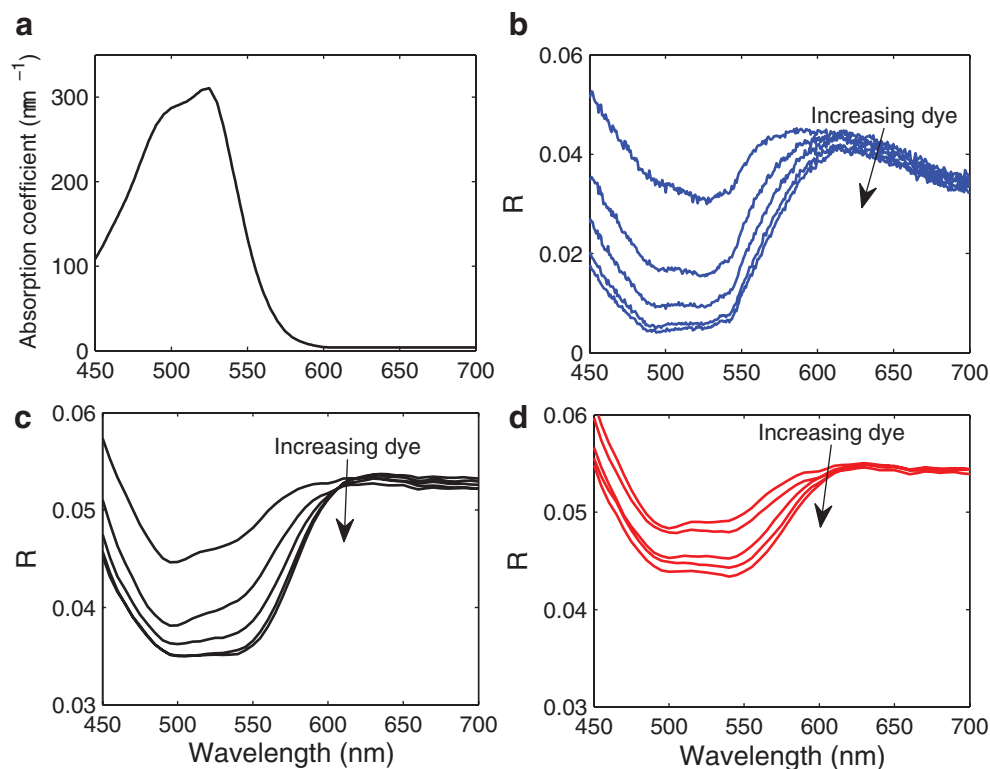 a
Absorption coefficient (mm −1)
300
200
100
0
450 500 550 600 650 700
b
R
0.06
0.04
0.02
0
Increasing dye
450 500 550 600 650 700
c
R
0.06
0.05
0.04
0.03
Increasing dye
450 500 550 600 650 700
Wavelength (nm)
d
R
0.06
0.05
0.04
0.03
Increasing dye
450 500 550 600 650 700
Wavelength (nm)